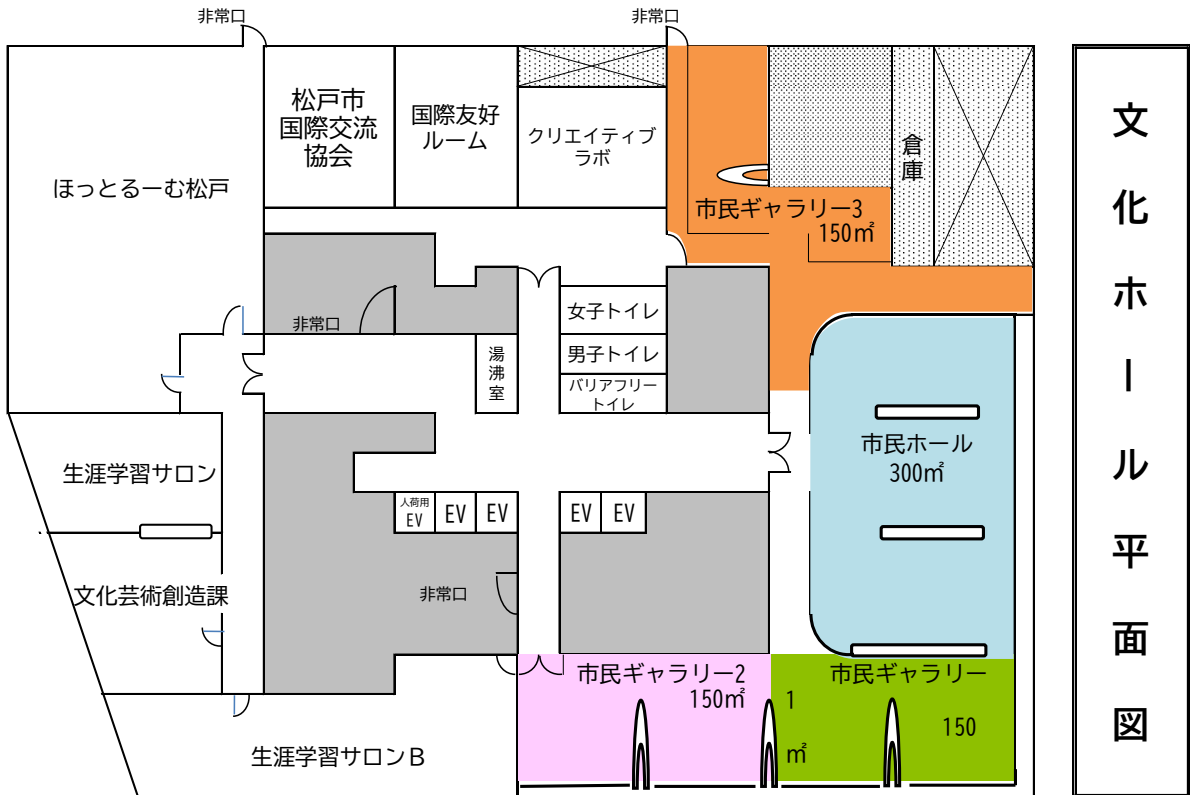 非常口
非常口
松戸市
国際交流
協会
国際友好
ルーム
クリエイティブ
ラボ
倉庫
ほっとるーむ松戸
市民ギャラリー3
150㎡
非常口
女子トイレ
男子トイレ
バリアフリー
トイレ
湯沸室
市民ホール
300㎡
生涯学習サロン
人荷用
EV
EV
EV
EV
EV
文化芸術創造課
非常口
市民ギャラリー2
150㎡
市民ギャラリー
1
150
㎡
生涯学習サロンB
文化ホール平面図